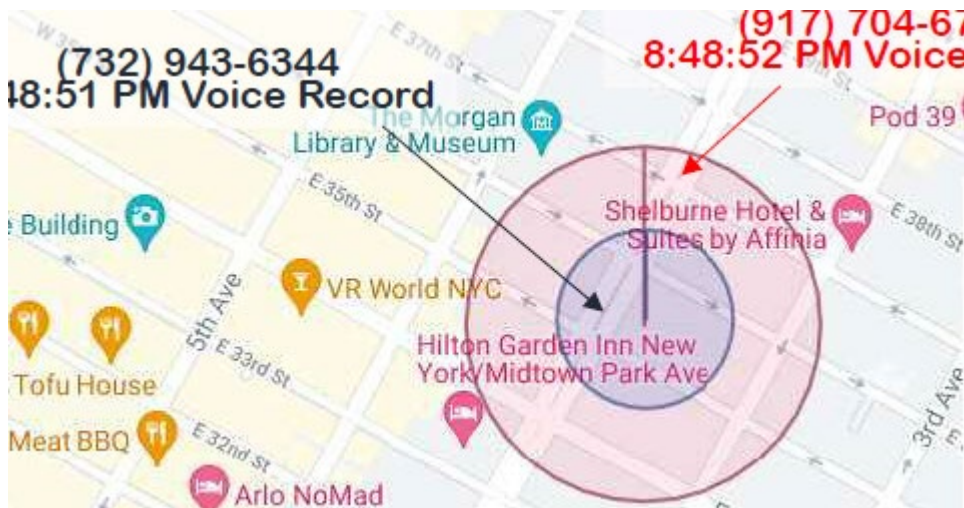 (917) 704-67
8:48:52 PM Voice
(732) 943-6344
48:51 PM Voice Record
E 37th St
The Morgan
Library & Museum
Pod 39
E 35th St
Shelburne Hotel &
Suites by Affinia
E 38th St
Building
VR World NYC
5th Ave
Hilton Garden Inn New
York/Midtown Park Ave
E 33rd St
Tofu House
3rd Ave
Meat BBQ
E 32nd St
Arlo NoMad